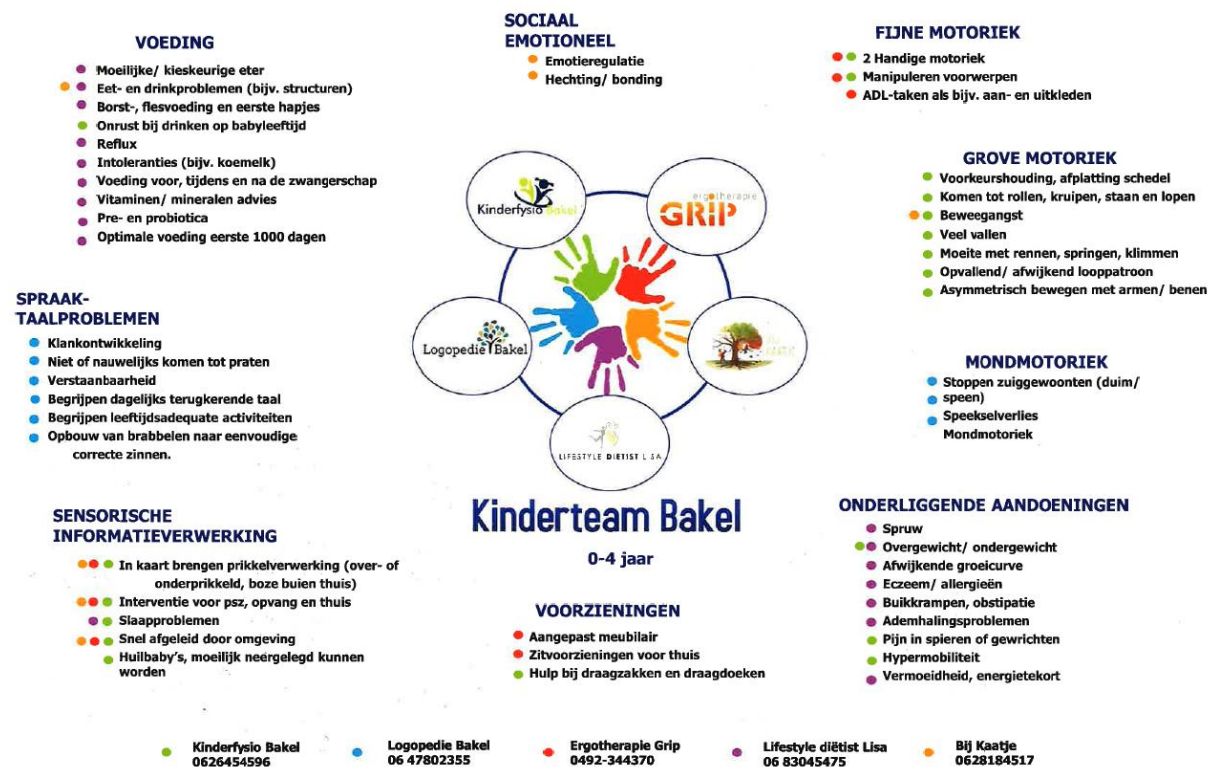 VOEDING
Moeilijke/ kieskeurige eter
Eet- en drinkproblemen (bijv. structuren)
Borst-, flesvoeding en eerste hapjes
Onrust bij drinken op babyleeftijd
Reflux
Intoleranties (bijv. koemelk)
Voeding voor, tijdens en na de zwangerschap
Vitaminen/ mineralen advies
Pre- en probiotica
Optimale voeding eerste 1000 dagen
SOCIAAL
EMOTIONEEL
Emotieregulatie
Hechting/ bonding
FIJNE MOTORIEK
2 Handige motoriek
Manipuleren voorwerpen
ADL-taken als bijv. aan- en uitkleden
GROVE MOTORIEK
Voorkeurshouding, afplatting schedel
Komen tot rollen, kruipen, staan en lopen
Beweegangst
Veel vallen
Moeite met rennen, springen, klimmen
Opvallend/ afwijkend looppatroon
Asymmetrisch bewegen met armen/ benen
Kinderfysio Bakel
ergotherapie
GRIP
Logopedie Bakel
LIFESTYLE DIËTIST LISA
SPRAAK-
TAALPROBLEMEN
Klankontwikkeling
Niet of nauwelijks komen tot praten
Verstaanbaarheid
Begrijpen dagelijks terugkerende taal
Begrijpen leeftijdsadequate activiteiten
Opbouw van brabbelen naar eenvoudige
correcte zinnen.
MONDMOTORIEK
Stoppen zuiggewoonten (duim/
speen)
Speekselverlies
Mondmotoriek
SENSORISCHE
INFORMATIEVERWERKING
In kaart brengen prikkelverwerking (over- of
onderprikkeld, boze buien thuis)
Interventie voor psz, opvang en thuis
Slaapproblemen
Snel afgeleid door omgeving
Huilbaby's, moeilijk neergelegd kunnen
worden
Kinderteam Bakel
0-4 jaar
VOORZIENINGEN
Aangepast meubilair
Zitvoorzieningen voor thuis
Hulp bij draagzakken en draagdoeken
ONDERLIGGENDE AANDOENINGEN
Spruw
Overgewicht/ ondergewicht
Afwijkende groeicurve
Eczeem/ allergieën
Buikkrampen, obstipatie
Ademhalingsproblemen
Pijn in spieren of gewrichten
Hypermobiliteit
Vermoeidheid, energietekort
Kinderfysio Bakel
0626454596
Logopedie Bakel
06 47802355
Ergotherapie Grip
0492-344370
Lifestyle diëtist Lisa
06 83045475
Bij Kaatje
0628184517